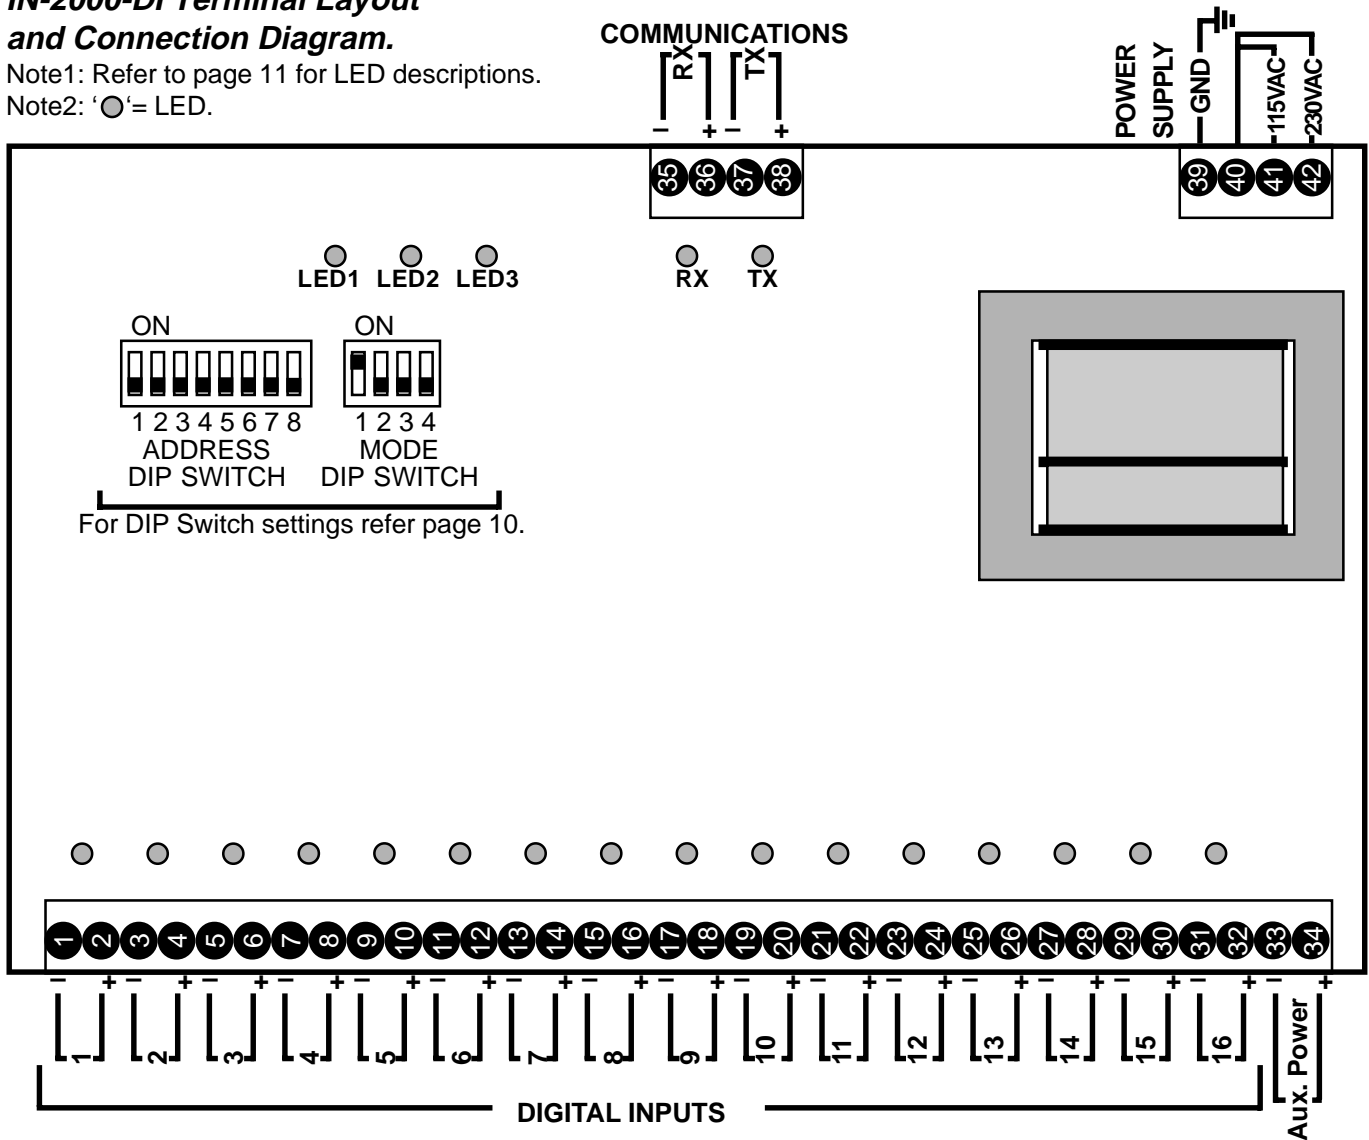 IN-2000-DI Terminal Layout
and Connection Diagram.
Note1: Refer to page 11 for LED descriptions.
Note2: ‘ ‘= LED.
COMMUNICATIONS
RX TX
– + – +
POWER
SUPPLY
GND
115VAC
230VAC
35 36 37 38
39 40 41 42
LED1 LED2 LED3
RX TX
ON ON
1 2 3 4 5 6 7 8 1 2 3 4
ADDRESS MODE
DIP SWITCH DIP SWITCH
For DIP Switch settings refer page 10.
1 2 3 4 5 6 7 8 9 10 11 12 13 14 15 16 17 18 19 20 21 22 23 24 25 26 27 28 29 30 31 32 33 34
– + – + – + – + – + – + – + – + – + – + – + – + – + – + – + – + – +
1 2 3 4 5 6 7 8 9 10 11 12 13 14 15 16
Aux. Power
DIGITAL INPUTS